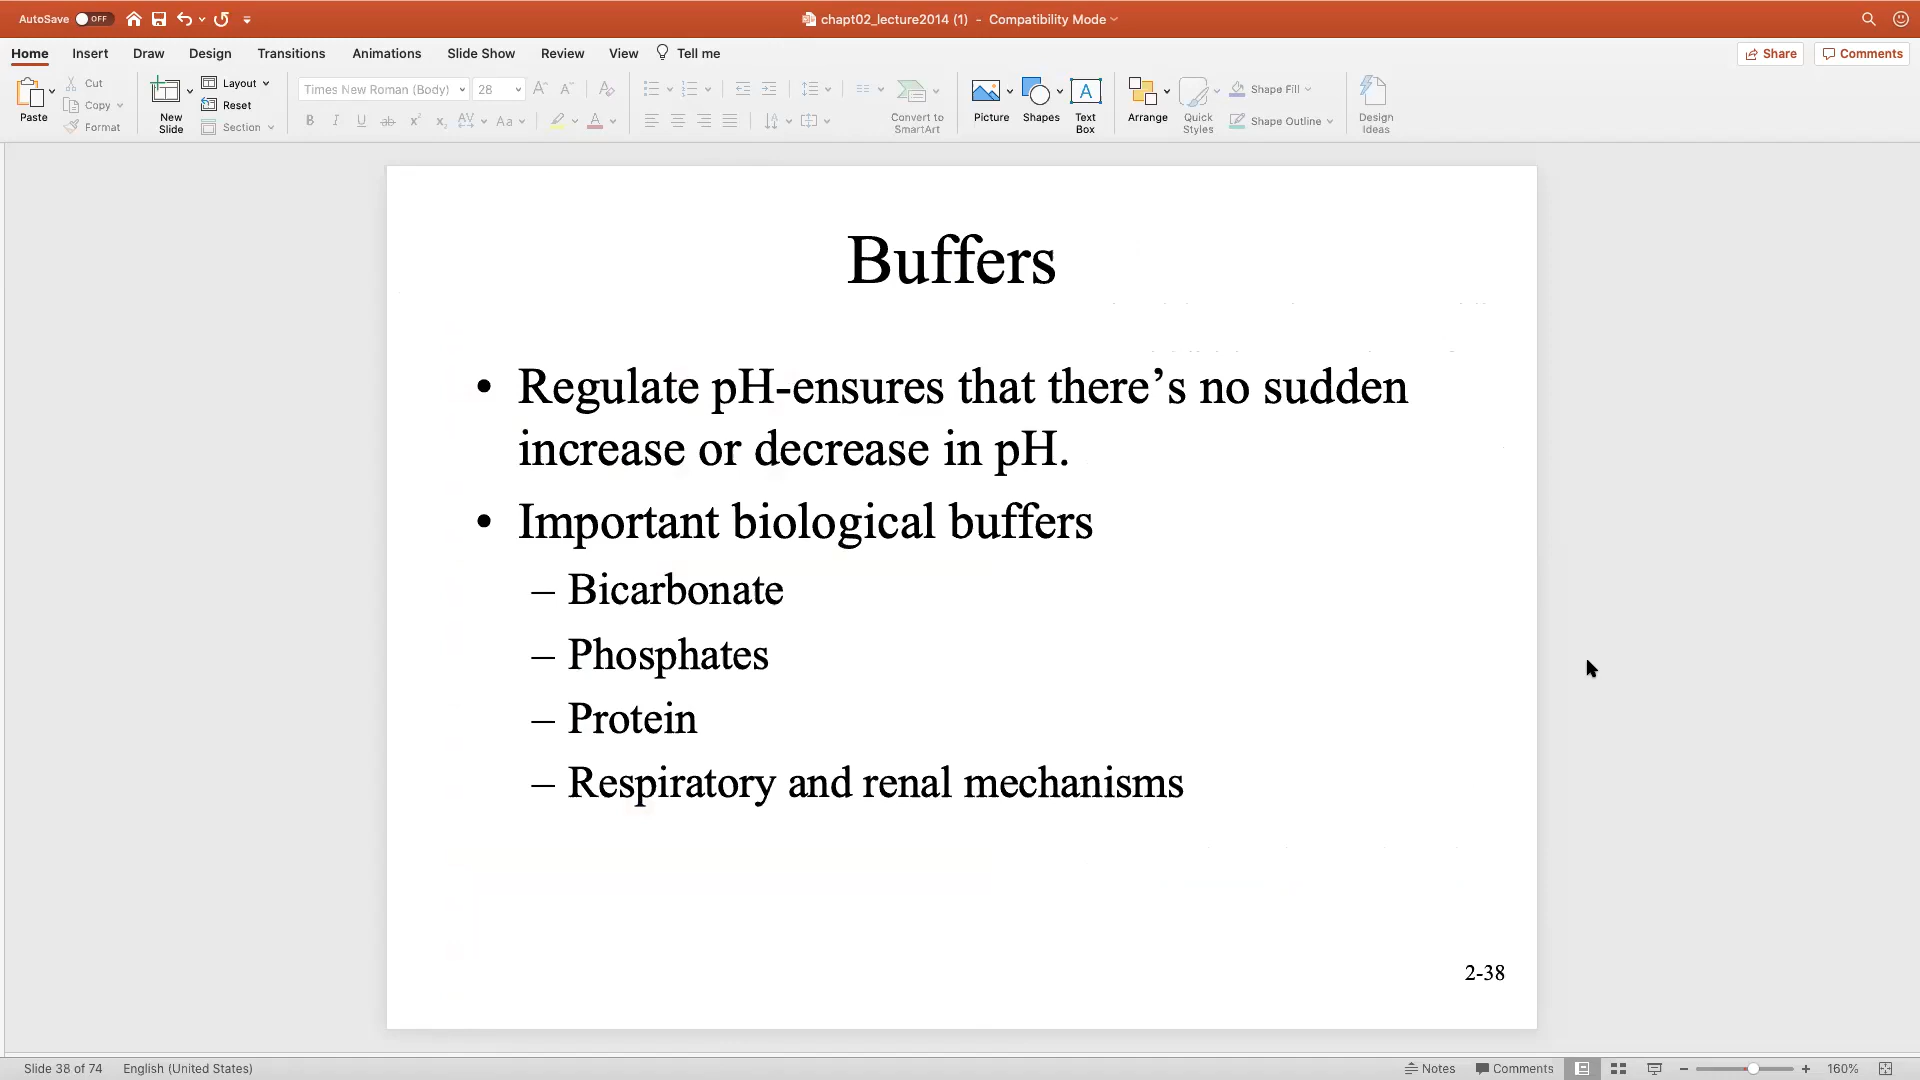 AutoSave OFF
chapt02_lecture2014 (1) - Compatibility Mode
Home Insert Draw Design Transitions Animations Slide Show Review View Tell me
Share Comments
Paste
Cut
Copy
Format
New
Slide
Layout
Reset
Section
Times New Roman (Body) 28
Convert to
SmartArt
Picture
Shapes
Text
Box
Arrange
Quick
Styles
Shape Fill
Shape Outline
Design
Ideas
Buffers
• Regulate pH-ensures that there’s no sudden
increase or decrease in pH.
• Important biological buffers
– Bicarbonate
– Phosphates
– Protein
– Respiratory and renal mechanisms
2-38
Slide 38 of 74 English (United States)
Notes Comments 160%